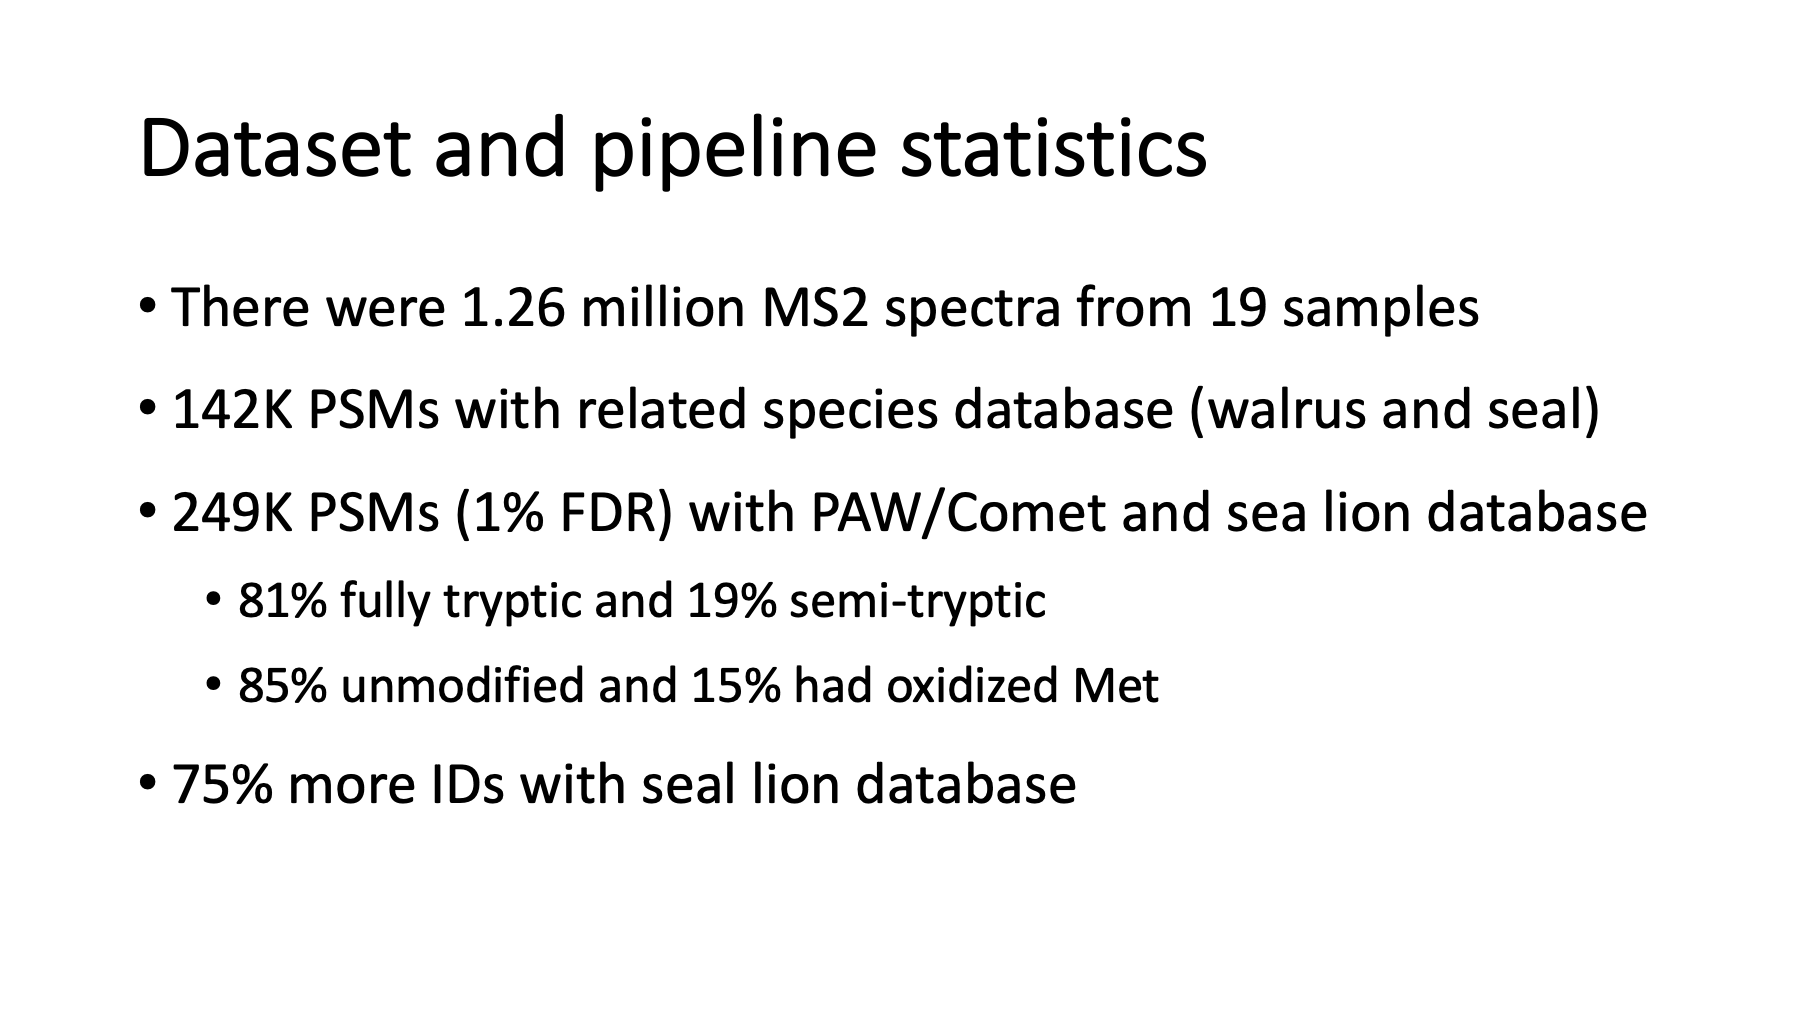 Dataset and pipeline statistics
• There were 1.26 million MS2 spectra from 19 samples
• 142K PSMs with related species database (walrus and seal)
• 249K PSMs (1% FDR) with PAW/Comet and sea lion database
• 81% fully tryptic and 19% semi-tryptic
• 85% unmodified and 15% had oxidized Met
• 75% more IDs with seal lion database